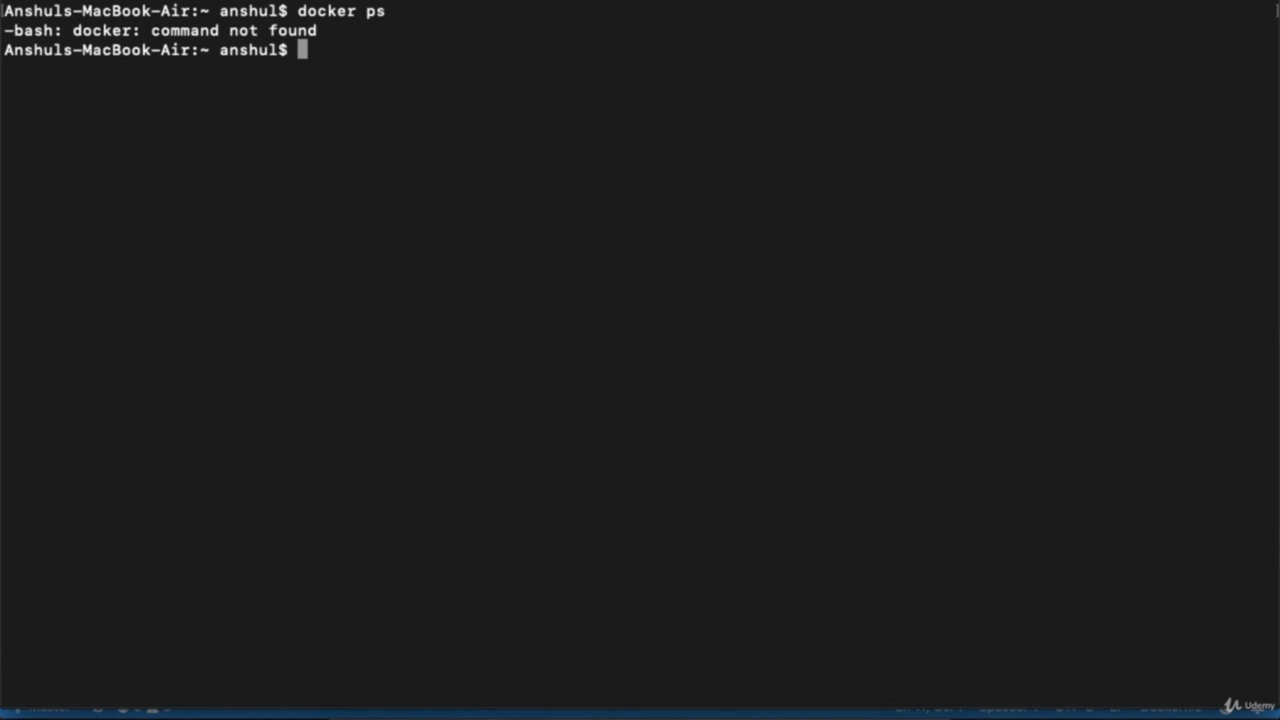 Anshuls-MacBook-Air:~ anshul$ docker ps
-bash: docker: command not found
Anshuls-MacBook-Air:~ anshul$
Udemy